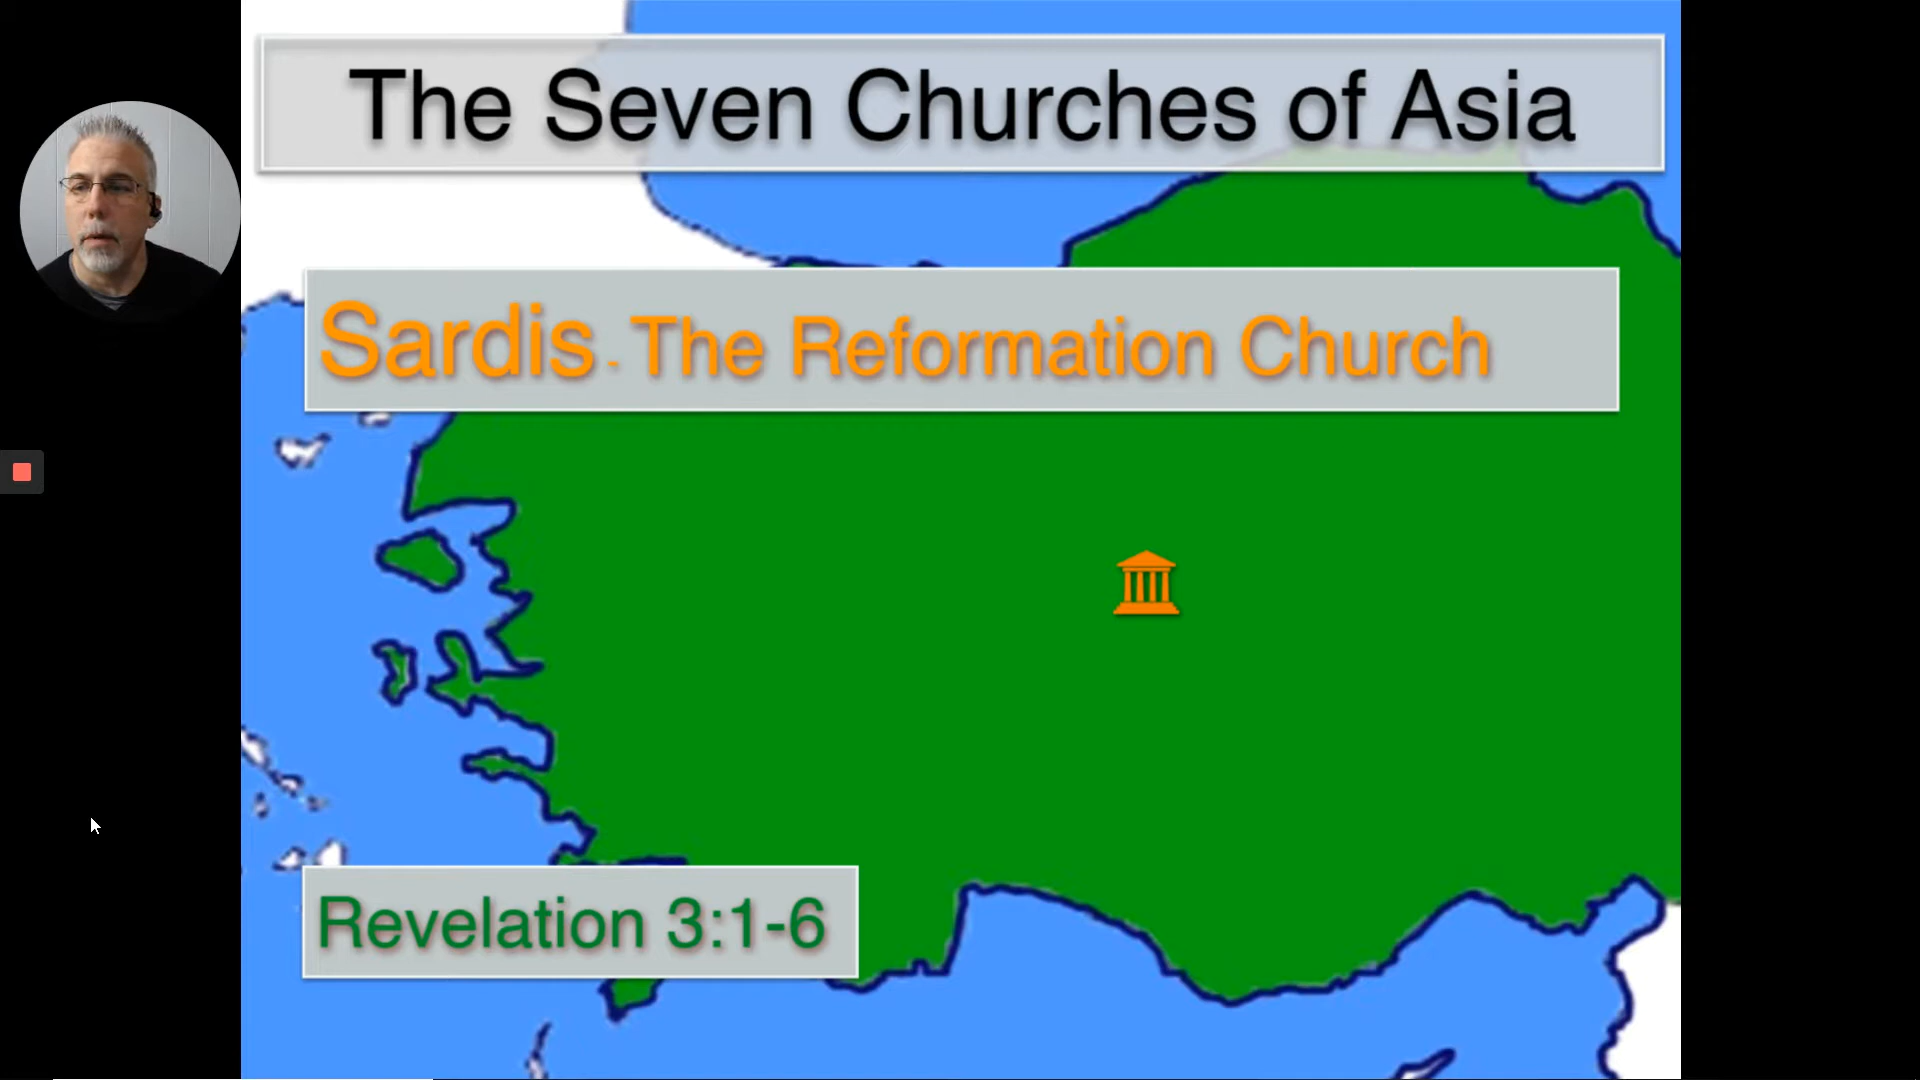 The Seven Churches of Asia
Sardis - The Reformation Church
Revelation 3:1-6